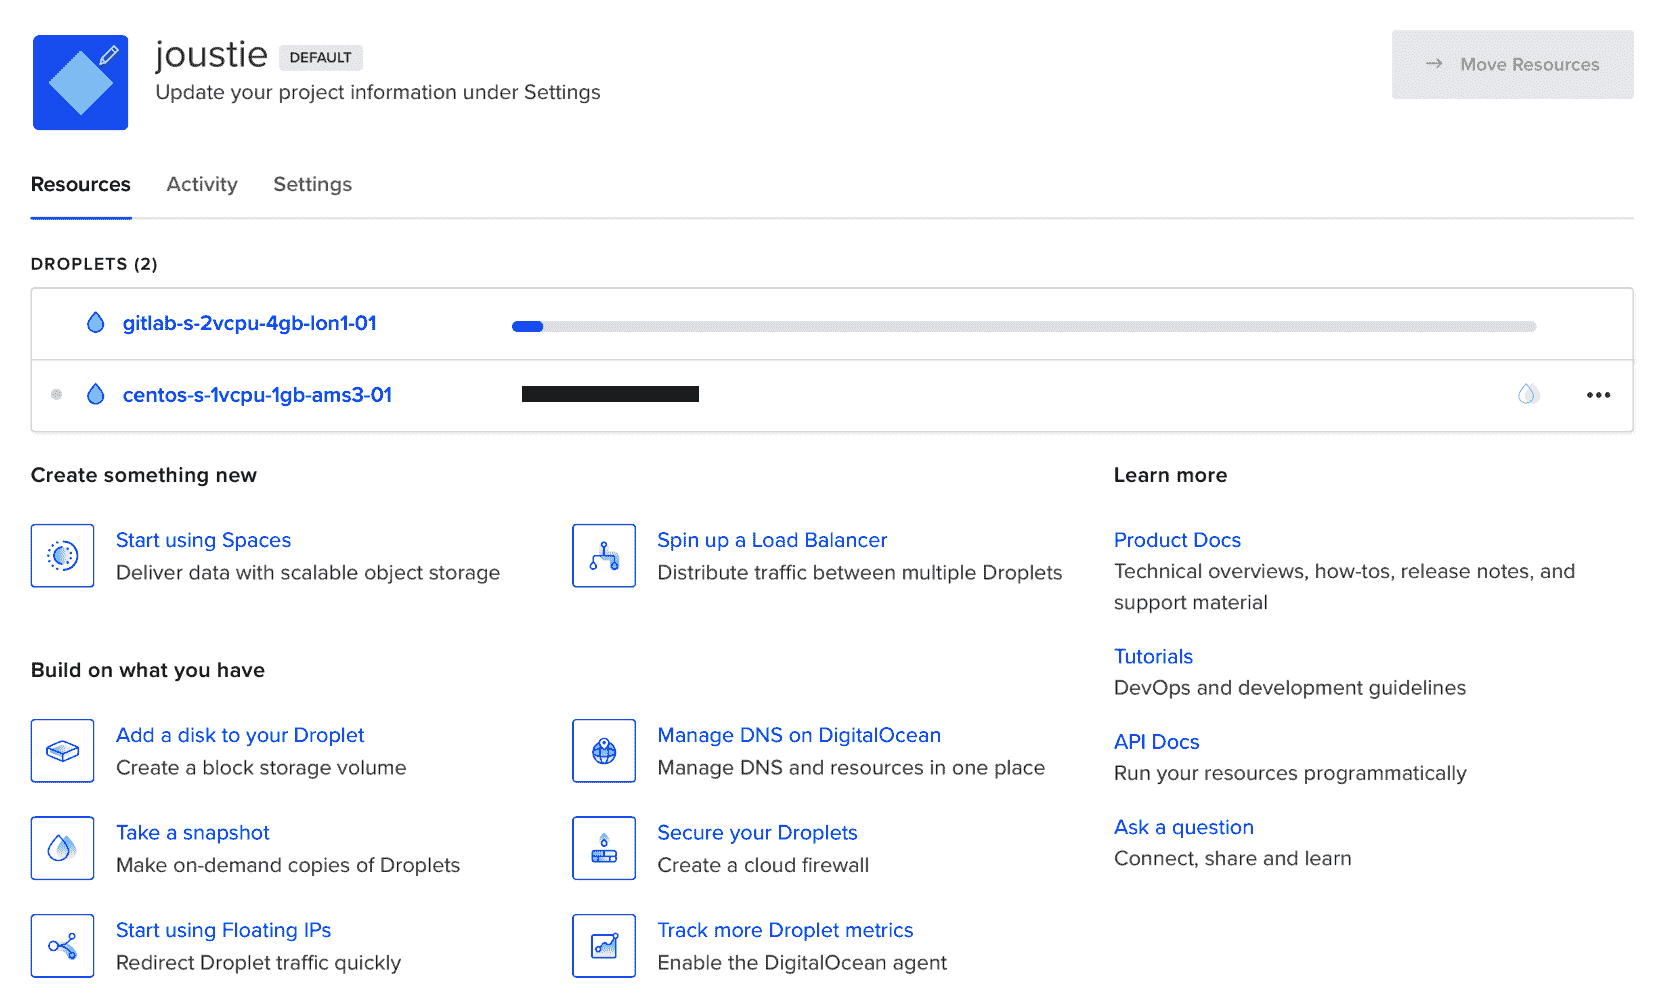 joustie DEFAULT
Update your project information under Settings
→ Move Resources
Resources Activity Settings
DROPLETS (2)
gitlab-s-2vcpu-4gb-lon1-01
centos-s-1vcpu-1gb-ams3-01
Create something new
Start using Spaces
Deliver data with scalable object storage
Spin up a Load Balancer
Distribute traffic between multiple Droplets
Build on what you have
Add a disk to your Droplet
Create a block storage volume
Manage DNS on DigitalOcean
Manage DNS and resources in one place
Take a snapshot
Make on-demand copies of Droplets
Secure your Droplets
Create a cloud firewall
Start using Floating IPs
Redirect Droplet traffic quickly
Track more Droplet metrics
Enable the DigitalOcean agent
Learn more
Product Docs
Technical overviews, how-tos, release notes, and
support material
Tutorials
DevOps and development guidelines
API Docs
Run your resources programmatically
Ask a question
Connect, share and learn